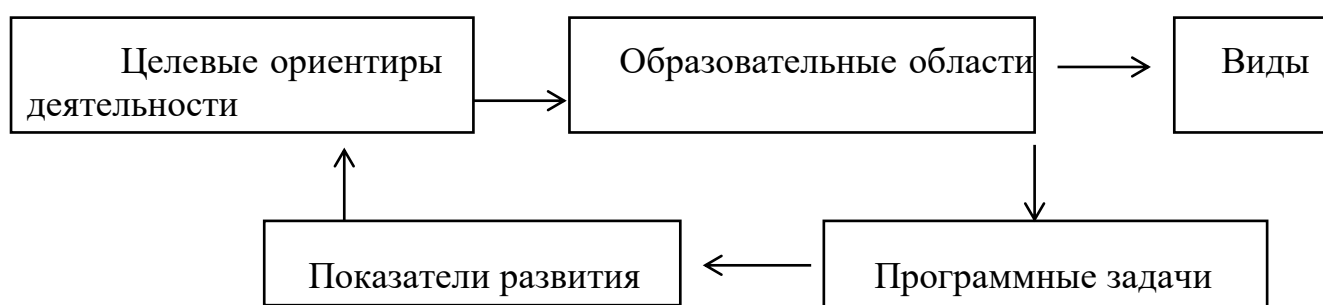 Целевые ориентиры
деятельности
Образовательные области
Виды
Показатели развития
Программные задачи